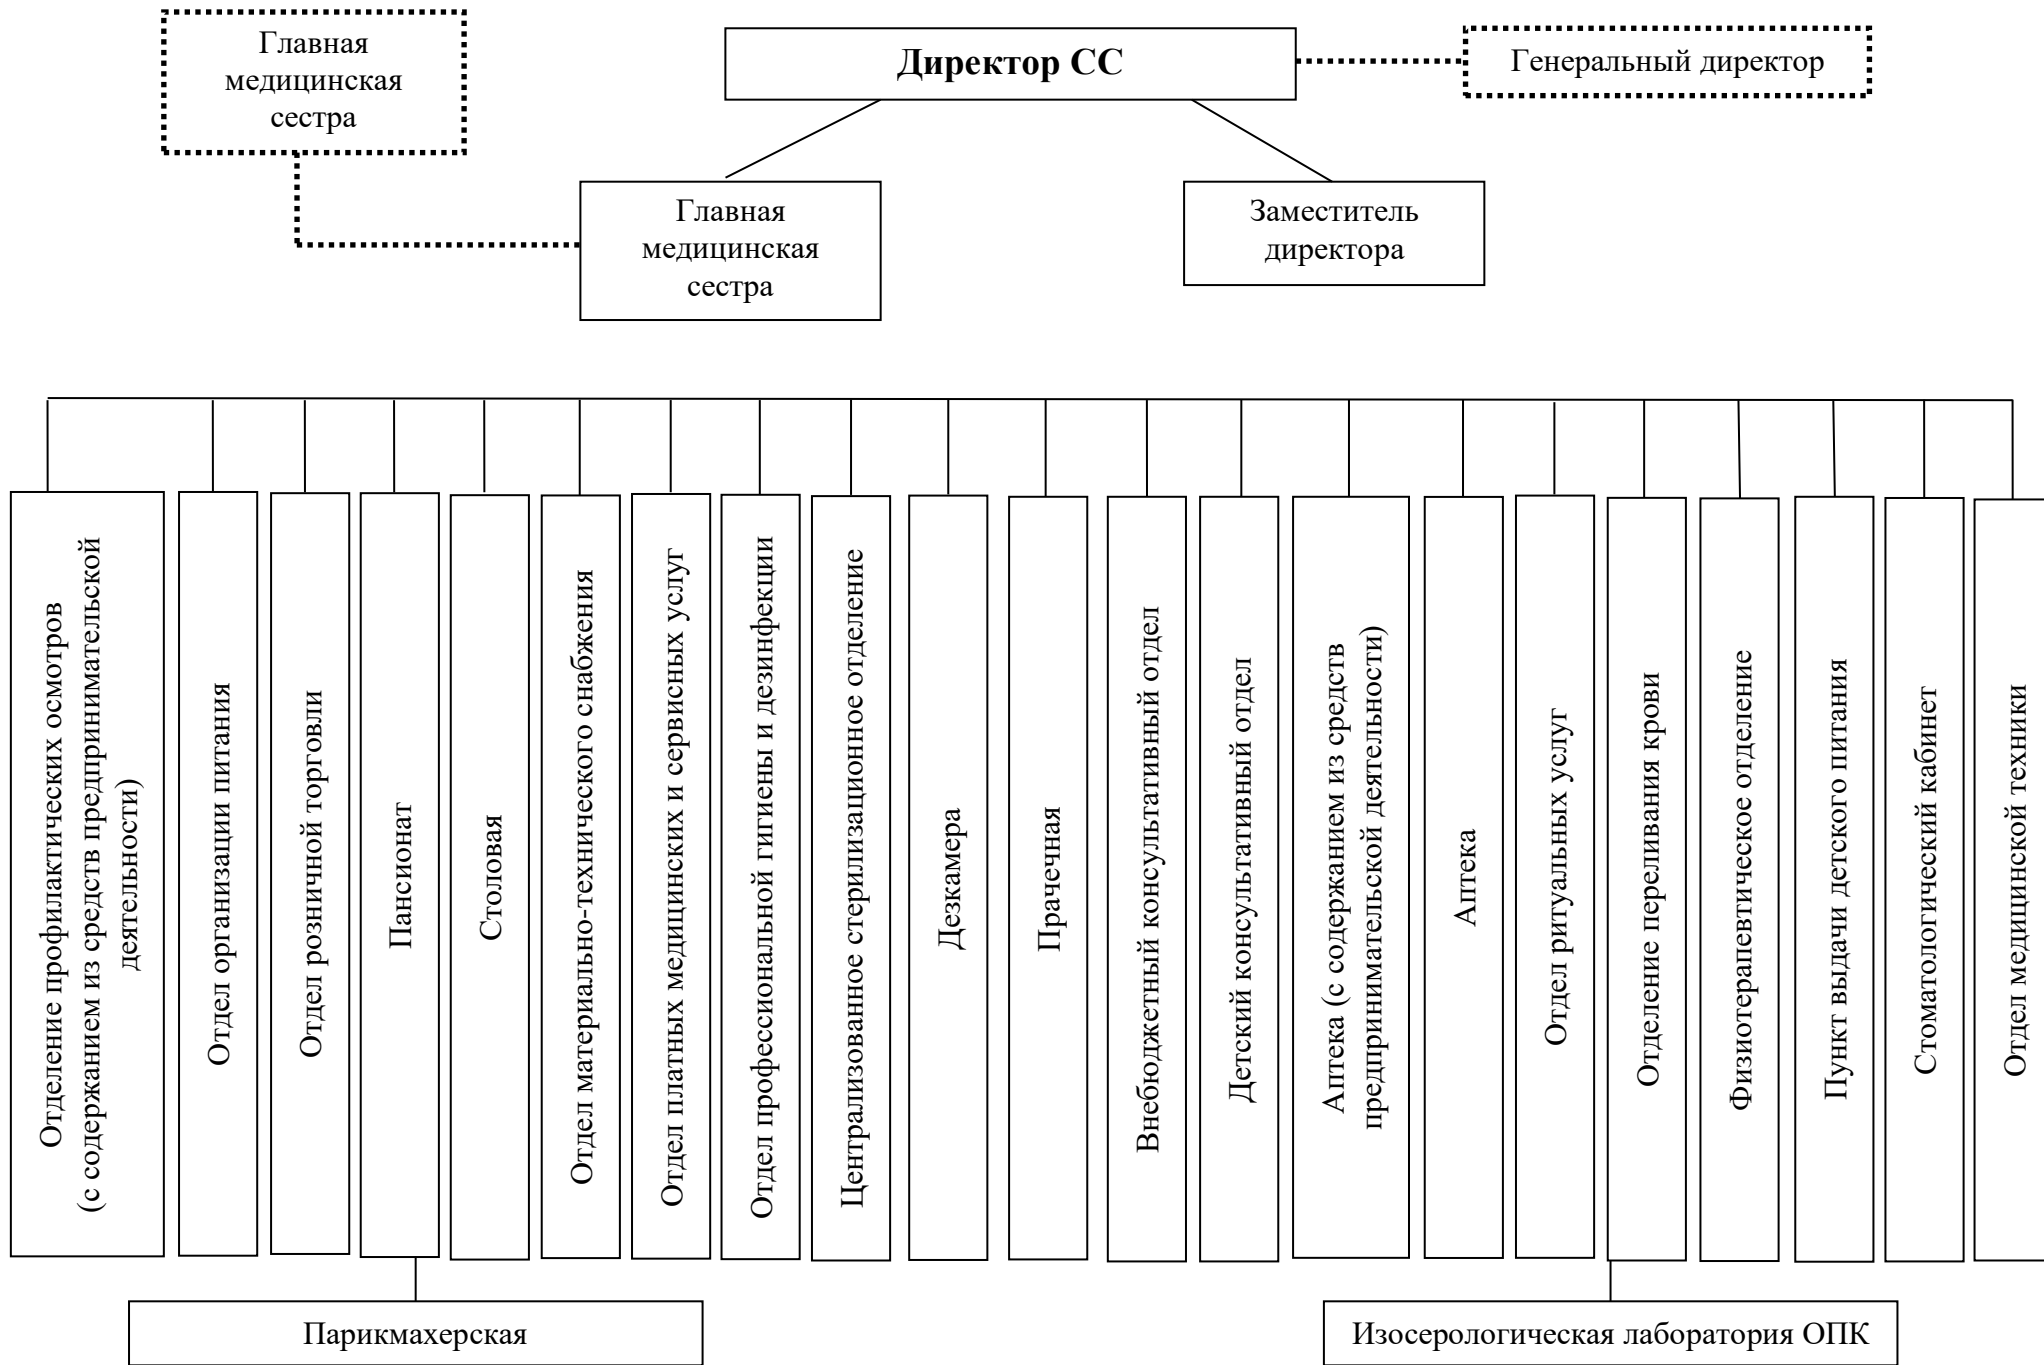 Главная
медицинская
сестра
Директор СС
Генеральный директор
Главная
медицинская
сестра
Заместитель
директора
Отделение профилактических осмотров
(с содержанием из средств предпринимательской
деятельности)
Отдел организации питания
Отдел розничной торговли
Пансионат
Столовая
Отдел материально-технического снабжения
Отдел платных медицинских и сервисных услуг
Отдел профессиональной гигиены и дезинфекции
Централизованное стерилизационное отделение
Дезкамера
Прачечная
Внебюджетный консультативный отдел
Детский консультативный отдел
Аптека (с содержанием из средств
предпринимательской деятельности)
Аптека
Отдел ритуальных услуг
Отделение переливания крови
Физиотерапевтическое отделение
Пункт выдачи детского питания
Стоматологический кабинет
Отдел медицинской техники
Парикмахерская
Изосерологическая лаборатория ОПК